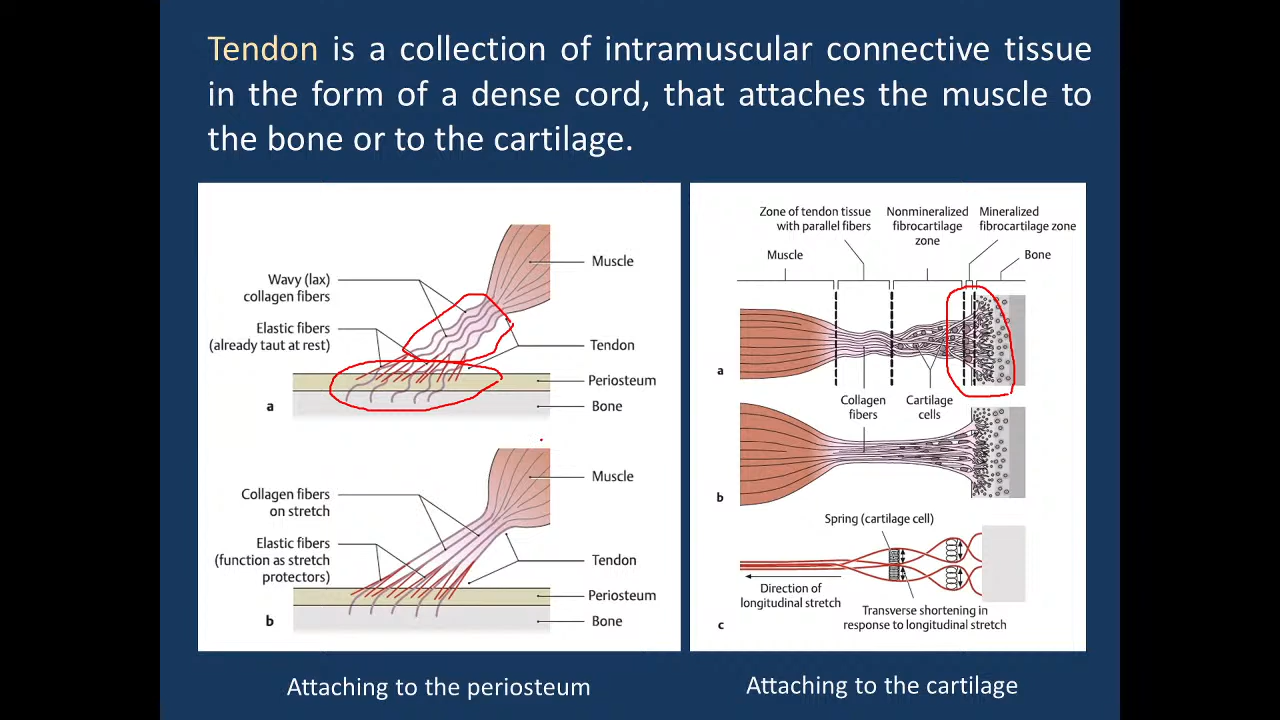 Tendon is a collection of intramuscular connective tissue
in the form of a dense cord, that attaches the muscle to
the bone or to the cartilage.
Muscle
Wavy (lax)
collagen fibers
Elastic fibers
(already taut at rest)
Tendon
Periosteum
a
Bone
Muscle
Collagen fibers
on stretch
Elastic fibers
(function as stretch
protectors)
Tendon
Periosteum
b
Bone
Attaching to the periosteum
Zone of tendon tissue
with parallel fibers
Nonmineralized
fibrocartilage
zone
Mineralized
fibrocartilage zone
Muscle
Bone
a
Collagen
fibers
Cartilage
cells
b
Spring (cartilage cell)
Direction of
longitudinal stretch
Transverse shortening in
response to longitudinal stretch
c
Attaching to the cartilage